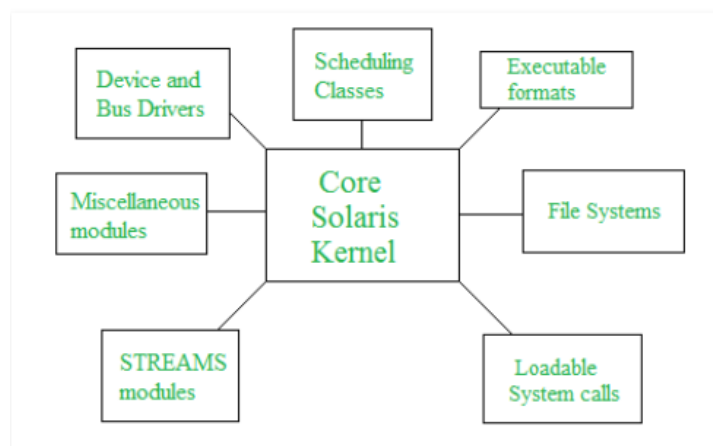 Device and
Bus Drivers
Scheduling
Classes
Executable
formats
Miscellaneous
modules
Core
Solaris
Kernel
File Systems
STREAMS
modules
Loadable
System calls